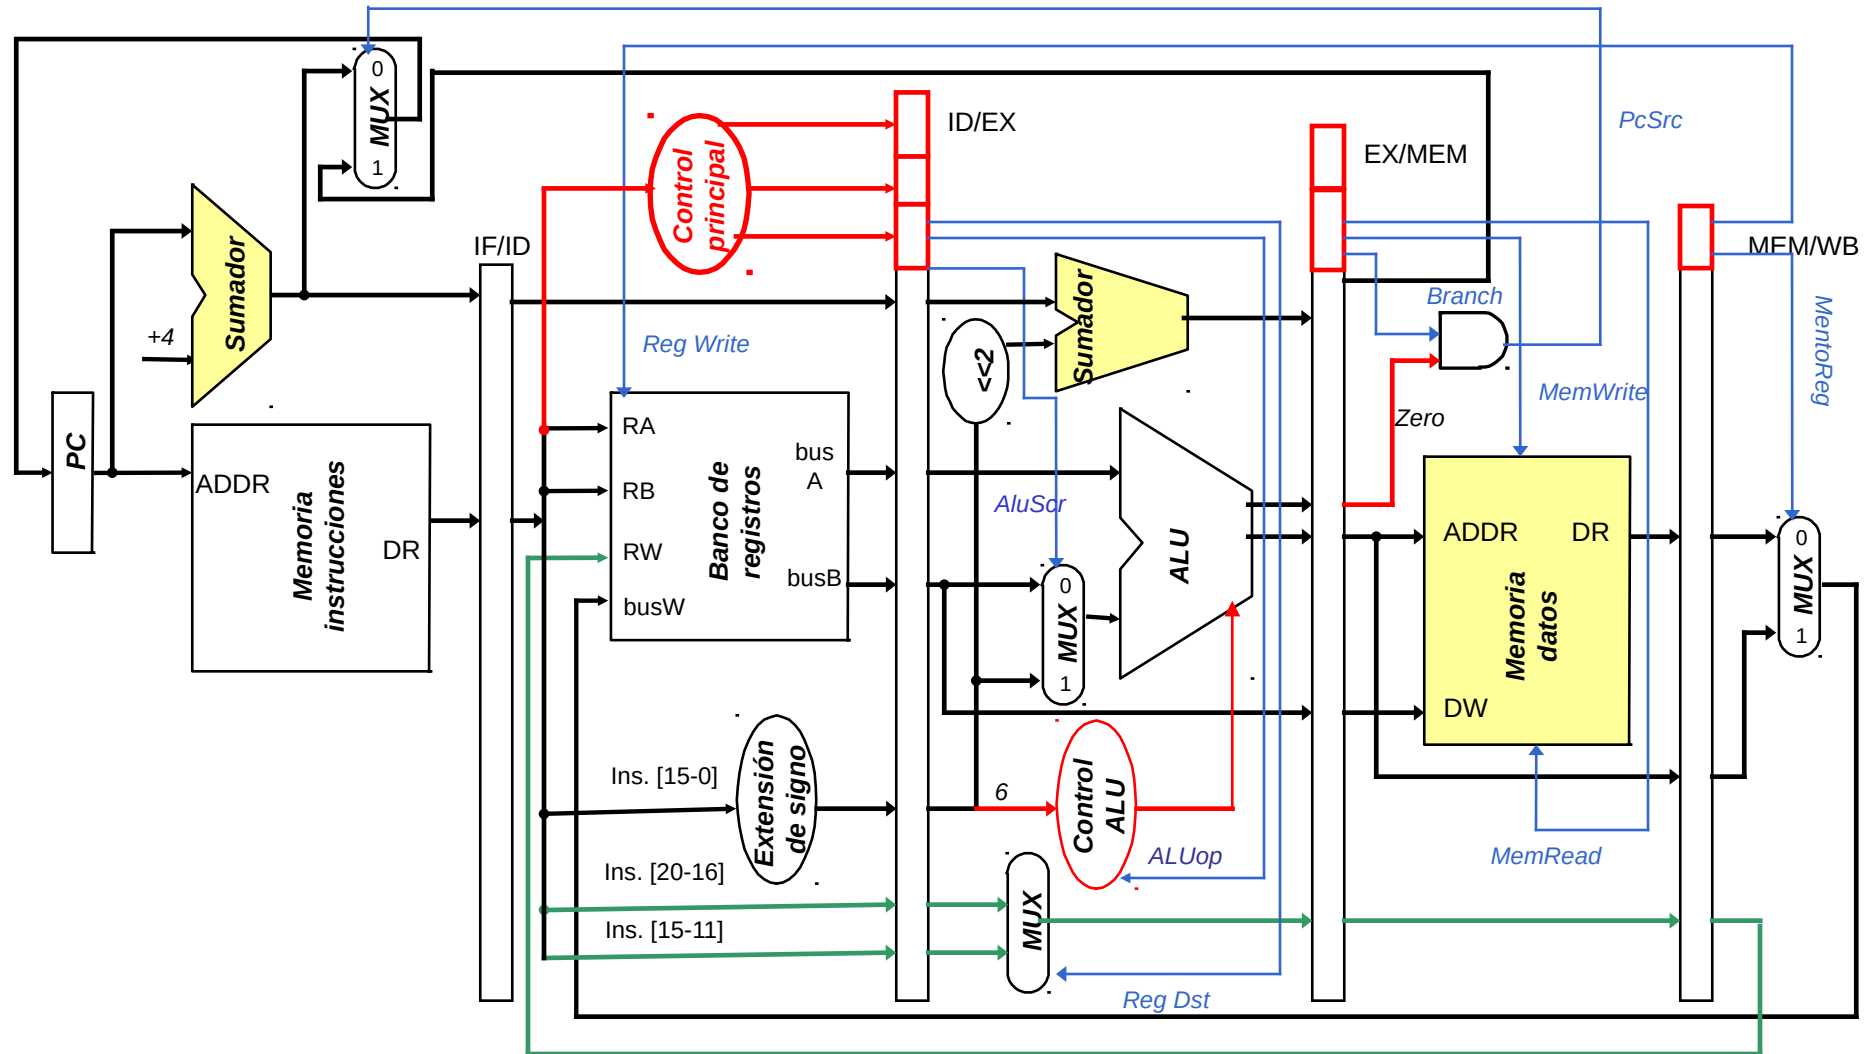 0
MUX
1
PcSrc
ID/EX
EX/MEM
MEM/WB
Control
principal
IF/ID
Sumador
+4
Reg Write
Sumador
<<2
Branch
MentoReg
MemWrite
Zero
PC
ADDR
Memoria
instrucciones
DR
RA
RB
RW
busW
Banco de
registros
bus
A
busB
AluScr
0
MUX
1
ALU
ADDR
DR
Memoria
datos
DW
0
MUX
1
Ins. [15-0]
Extensión
de signo
6
Control
ALU
ALUop
MemRead
Ins. [20-16]
Ins. [15-11]
MUX
Reg Dst